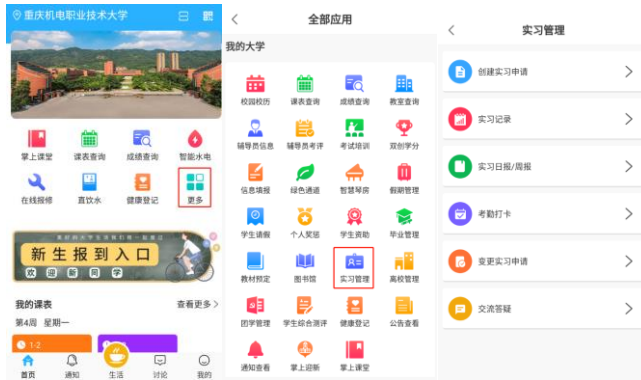 重庆机电职业技术大学
掌上课堂 课表查询 成绩查询 智能水电
在线报修 直饮水 健康登记 更多
新生报到入口
欢迎新同学
我的课表 查看更多>
第4周 星期一
1-2
首页 通知 生活 讨论 我的
全部应用
我的大学
校园校历 课表查询 成绩查询 教室查询
辅导员信息 辅导员考评 考试培训 双创学分
信息填报 绿色通道 智慧琴房 假期管理
学生请假 个人奖惩 学生资助 毕业管理
教材预定 图书馆 实习管理 离校管理
团学管理 学生综合测评 健康登记 公告查看
通知查看 掌上迎新 掌上课堂
实习管理
创建实习申请
实习记录
实习日报/周报
考勤打卡
变更实习申请
交流答疑